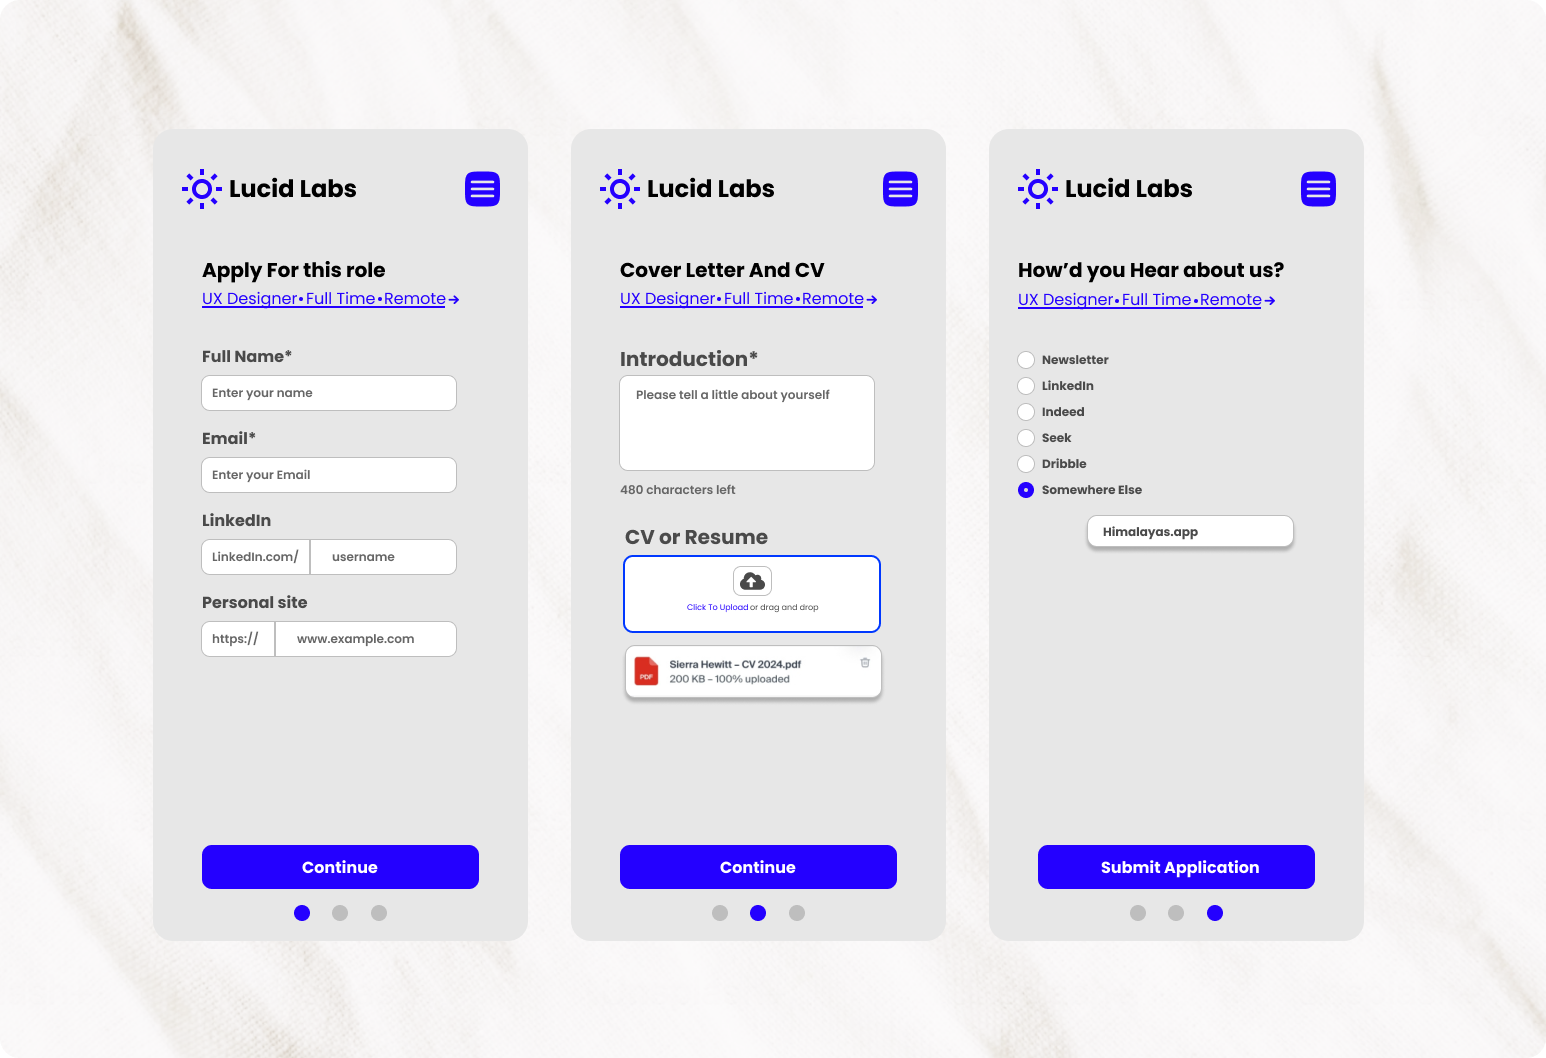 Lucid Labs
Apply For this role
UX Designer•Full Time•Remote→
Full Name*
Enter your name
Email*
Enter your Email
LinkedIn
LinkedIn.com/ username
Personal site
https:// www.example.com
Continue
Lucid Labs
Cover Letter And CV
UX Designer•Full Time•Remote→
Introduction*
Please tell a little about yourself
480 characters left
CV or Resume
Click To Upload or drag and drop
PDF
Sierra Hewitt – CV 2024.pdf
200 KB – 100% uploaded
Continue
Lucid Labs
How’d you Hear about us?
UX Designer•Full Time•Remote→
Newsletter
LinkedIn
Indeed
Seek
Dribble
Somewhere Else
Himalayas.app
Submit Application